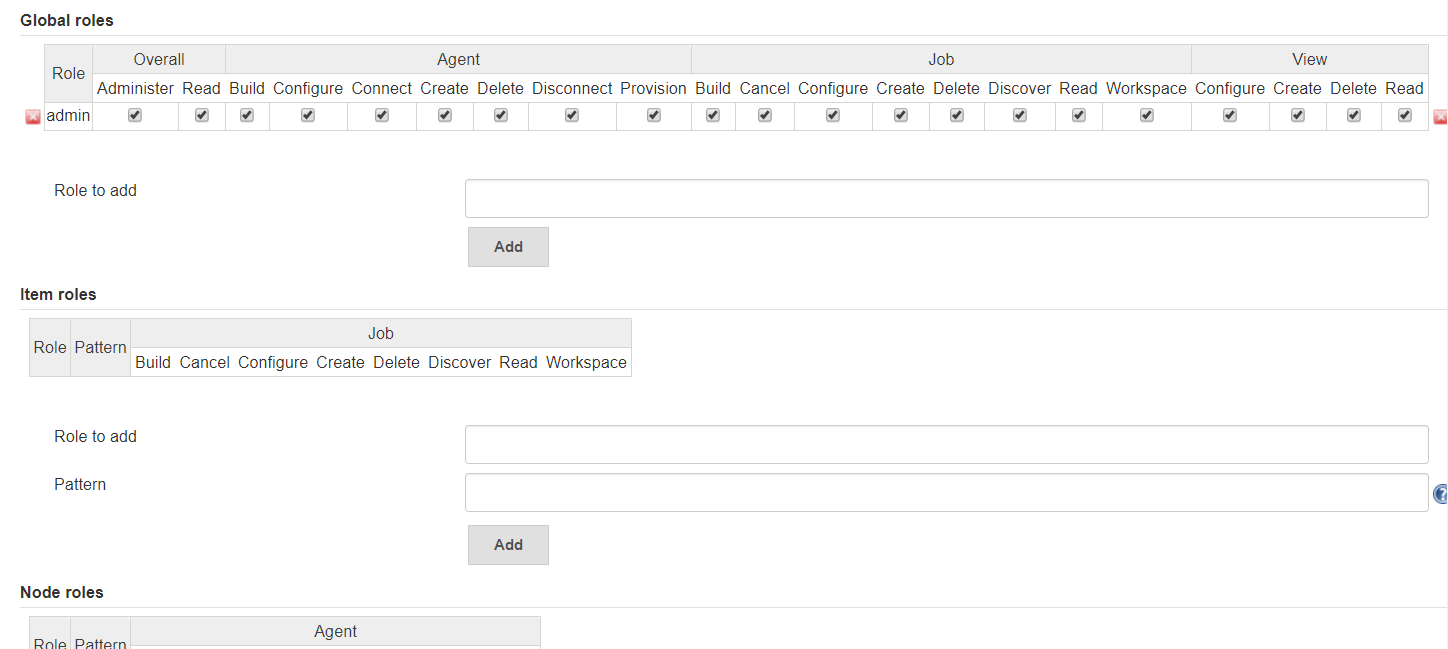 Global roles
Role Overall Agent Job View
Administer Read Build Configure Connect Create Delete Disconnect Provision Build Cancel Configure Create Delete Discover Read Workspace Configure Create Delete Read
admin
Role to add
Add
Item roles
Role Pattern Job
Build Cancel Configure Create Delete Discover Read Workspace
Role to add
Pattern
?
Add
Node roles
Agent
Role Pattern